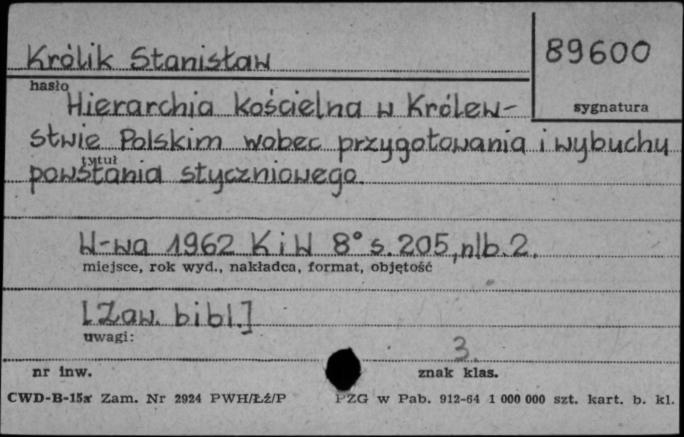 Królik Stanisław
89600
hasło
sygnatura
Hierarchia kościelna w Królew-
stwie Polskim wobec przygotowania i wybuchu
tytuł
powstania styczniowego.
W-wa 1962 KiW 8° s. 205, nlb. 2.
miejsce, rok wyd., nakładca, format, objętość
[Zaw. bibl.]
uwagi:
3.
nr inw.
znak klas.
CWD-B-15a Zam. Nr 2924 PWH/Łź/P PZG w Pab. 912-64 1 000 000 szt. kart. b. kl.